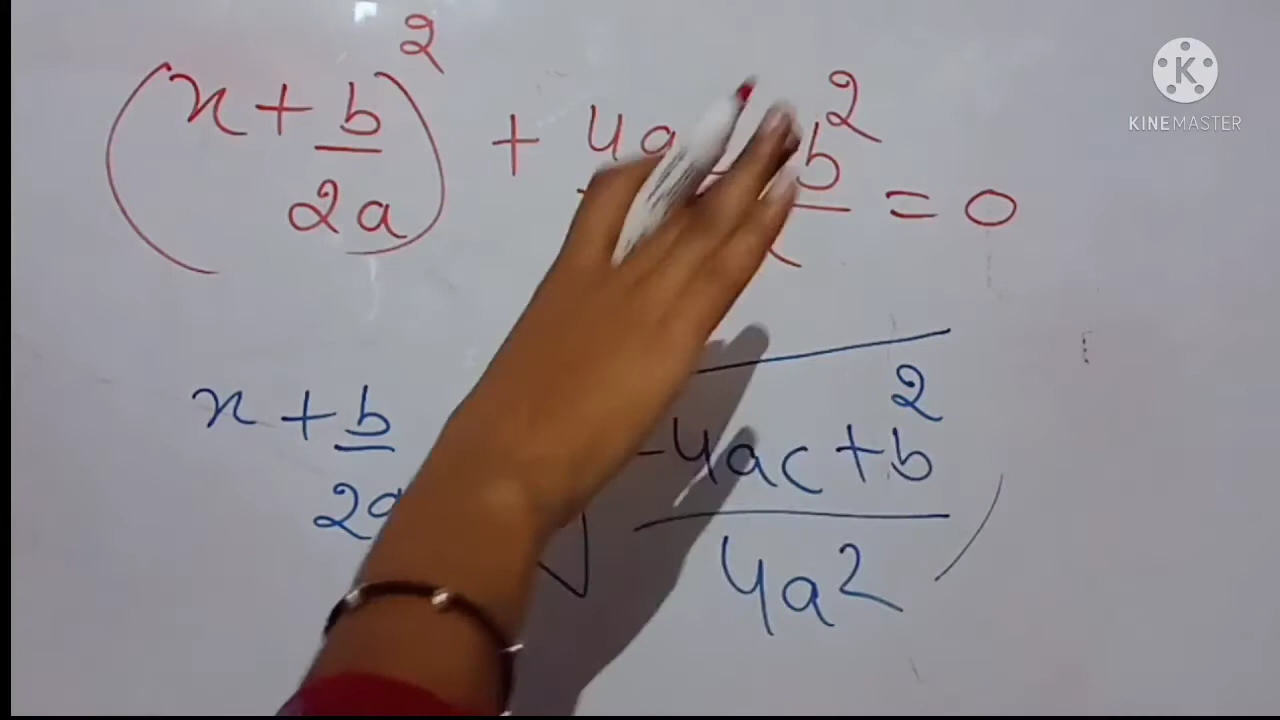 (x + b/2a)² + 4a b² = 0
K
KINEMASTER
x + b/2a √ -4ac + b² / 4a² )